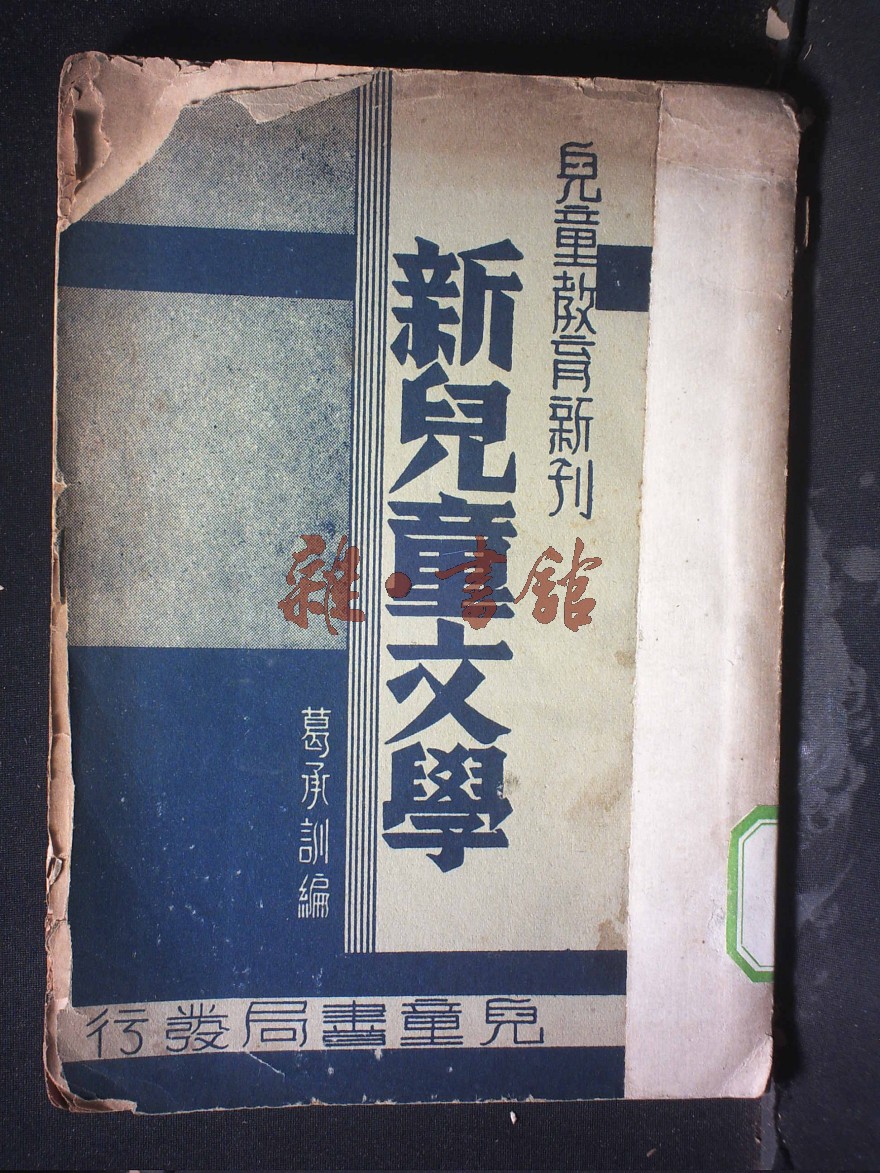 兒童教育新刊
新兒童文學
葛承訓編
兒童書局發行
雜·書館